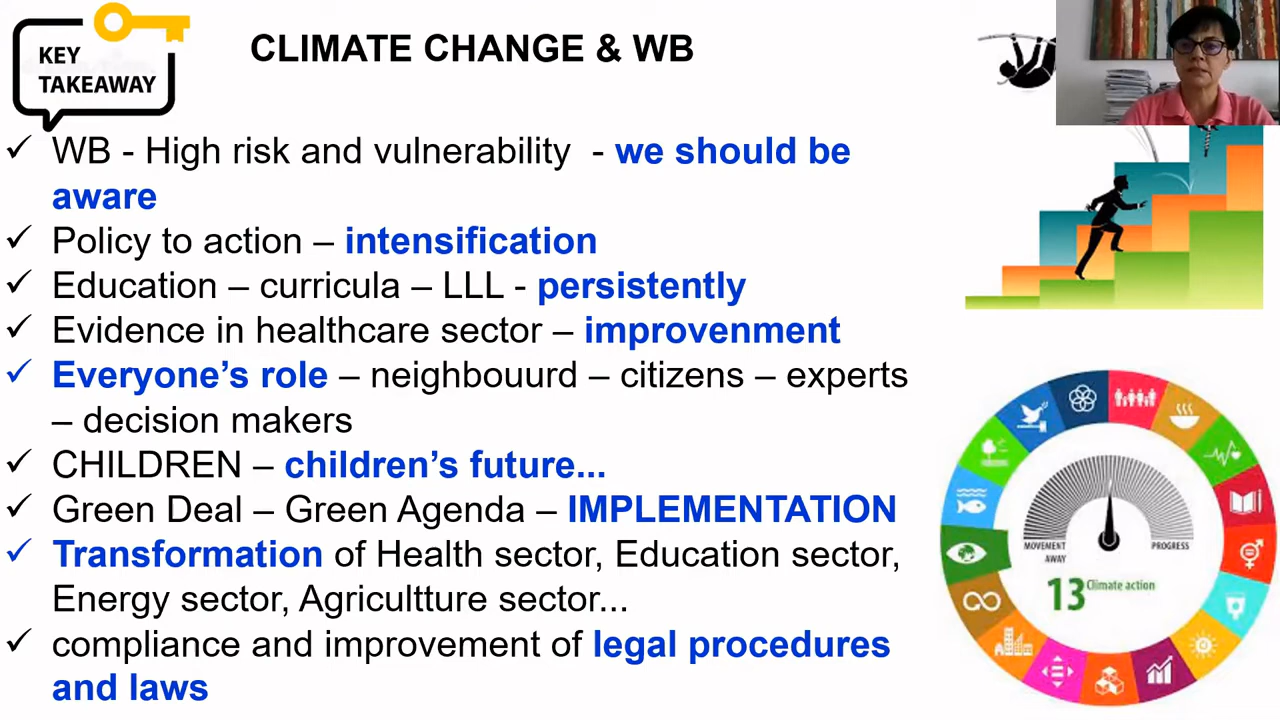 KEY
TAKEAWAY
CLIMATE CHANGE & WB
✓ WB - High risk and vulnerability - we should be
aware
✓ Policy to action – intensification
✓ Education – curricula – LLL - persistently
✓ Evidence in healthcare sector – improvenment
✓ Everyone’s role – neighbouurd – citizens – experts
– decision makers
✓ CHILDREN – children’s future...
✓ Green Deal – Green Agenda – IMPLEMENTATION
✓ Transformation of Health sector, Education sector,
Energy sector, Agricultture sector...
✓ compliance and improvement of legal procedures
and laws
MOVEMENT
AWAY
PROGRESS
13 Climate action